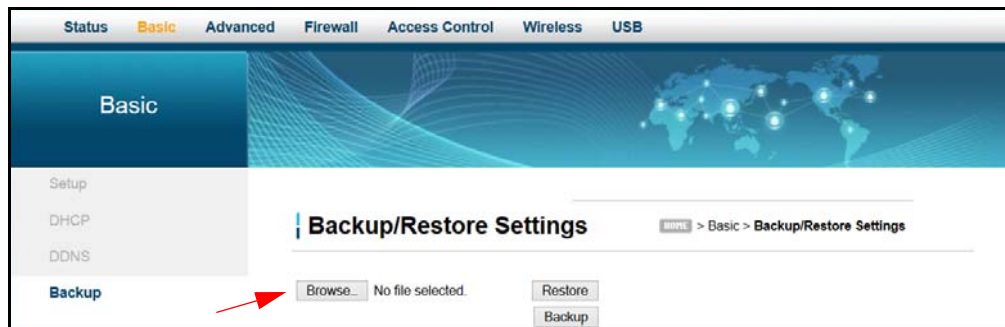 Status Basic Advanced Firewall Access Control Wireless USB
Basic
Setup
DHCP
DDNS
Backup
Backup/Restore Settings
HOME > Basic > Backup/Restore Settings
Browse... No file selected. Restore
Backup